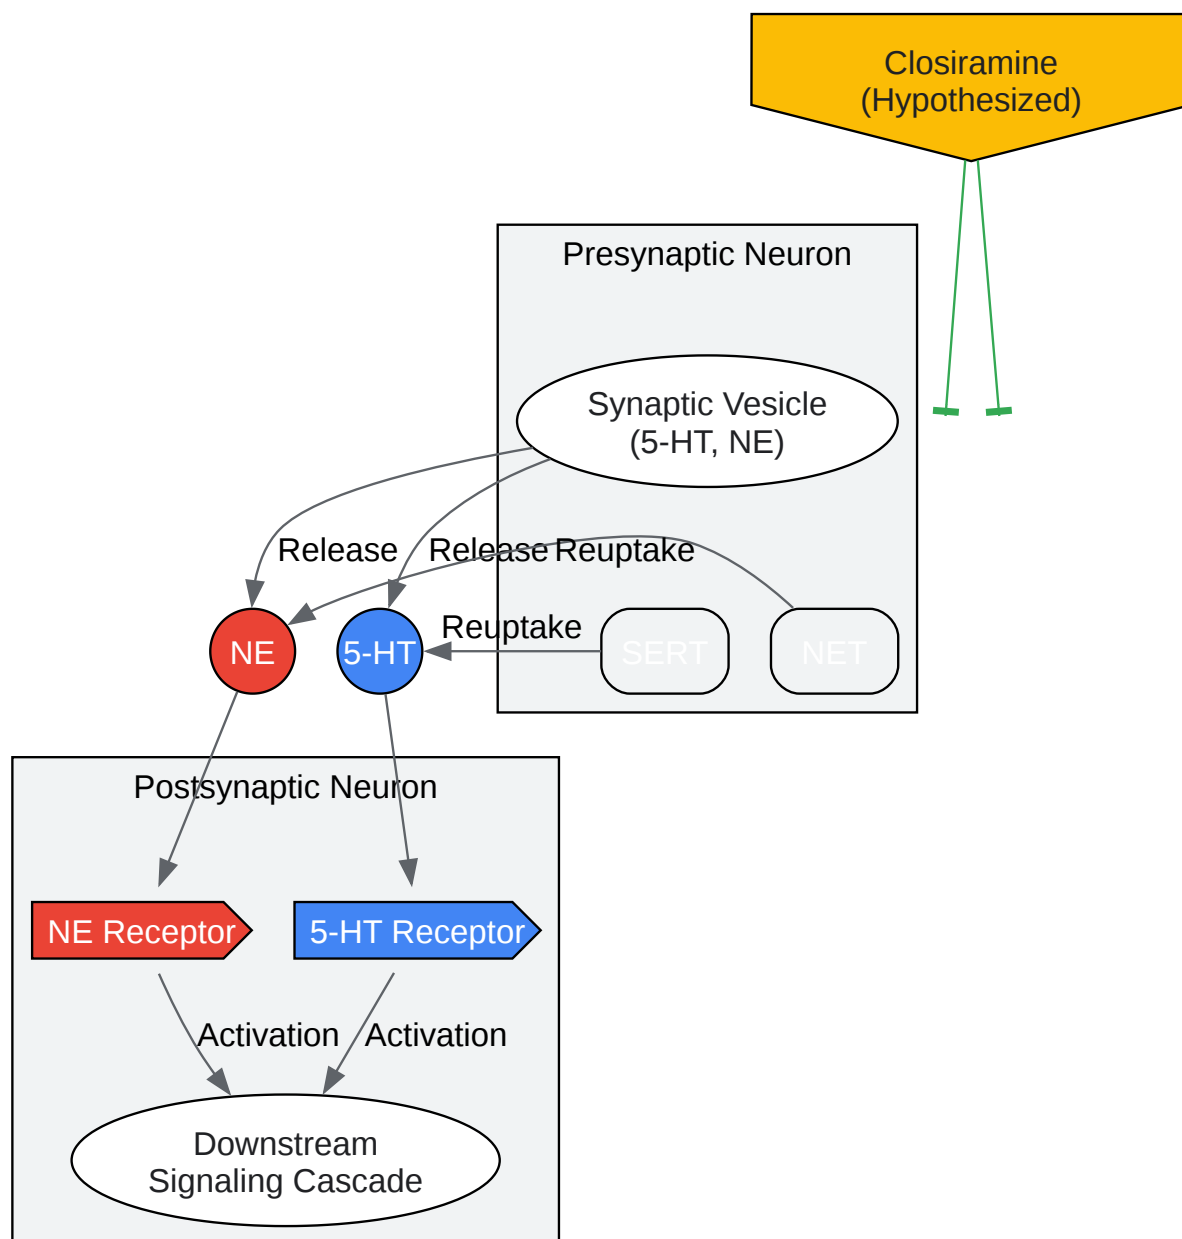 Closiramine
(Hypothesized)
Presynaptic Neuron
Synaptic Vesicle
(5-HT, NE)
Release
Release
Reuptake
Reuptake
NE
5-HT
SERT
NET
Postsynaptic Neuron
NE Receptor
5-HT Receptor
Activation
Activation
Downstream
Signaling Cascade